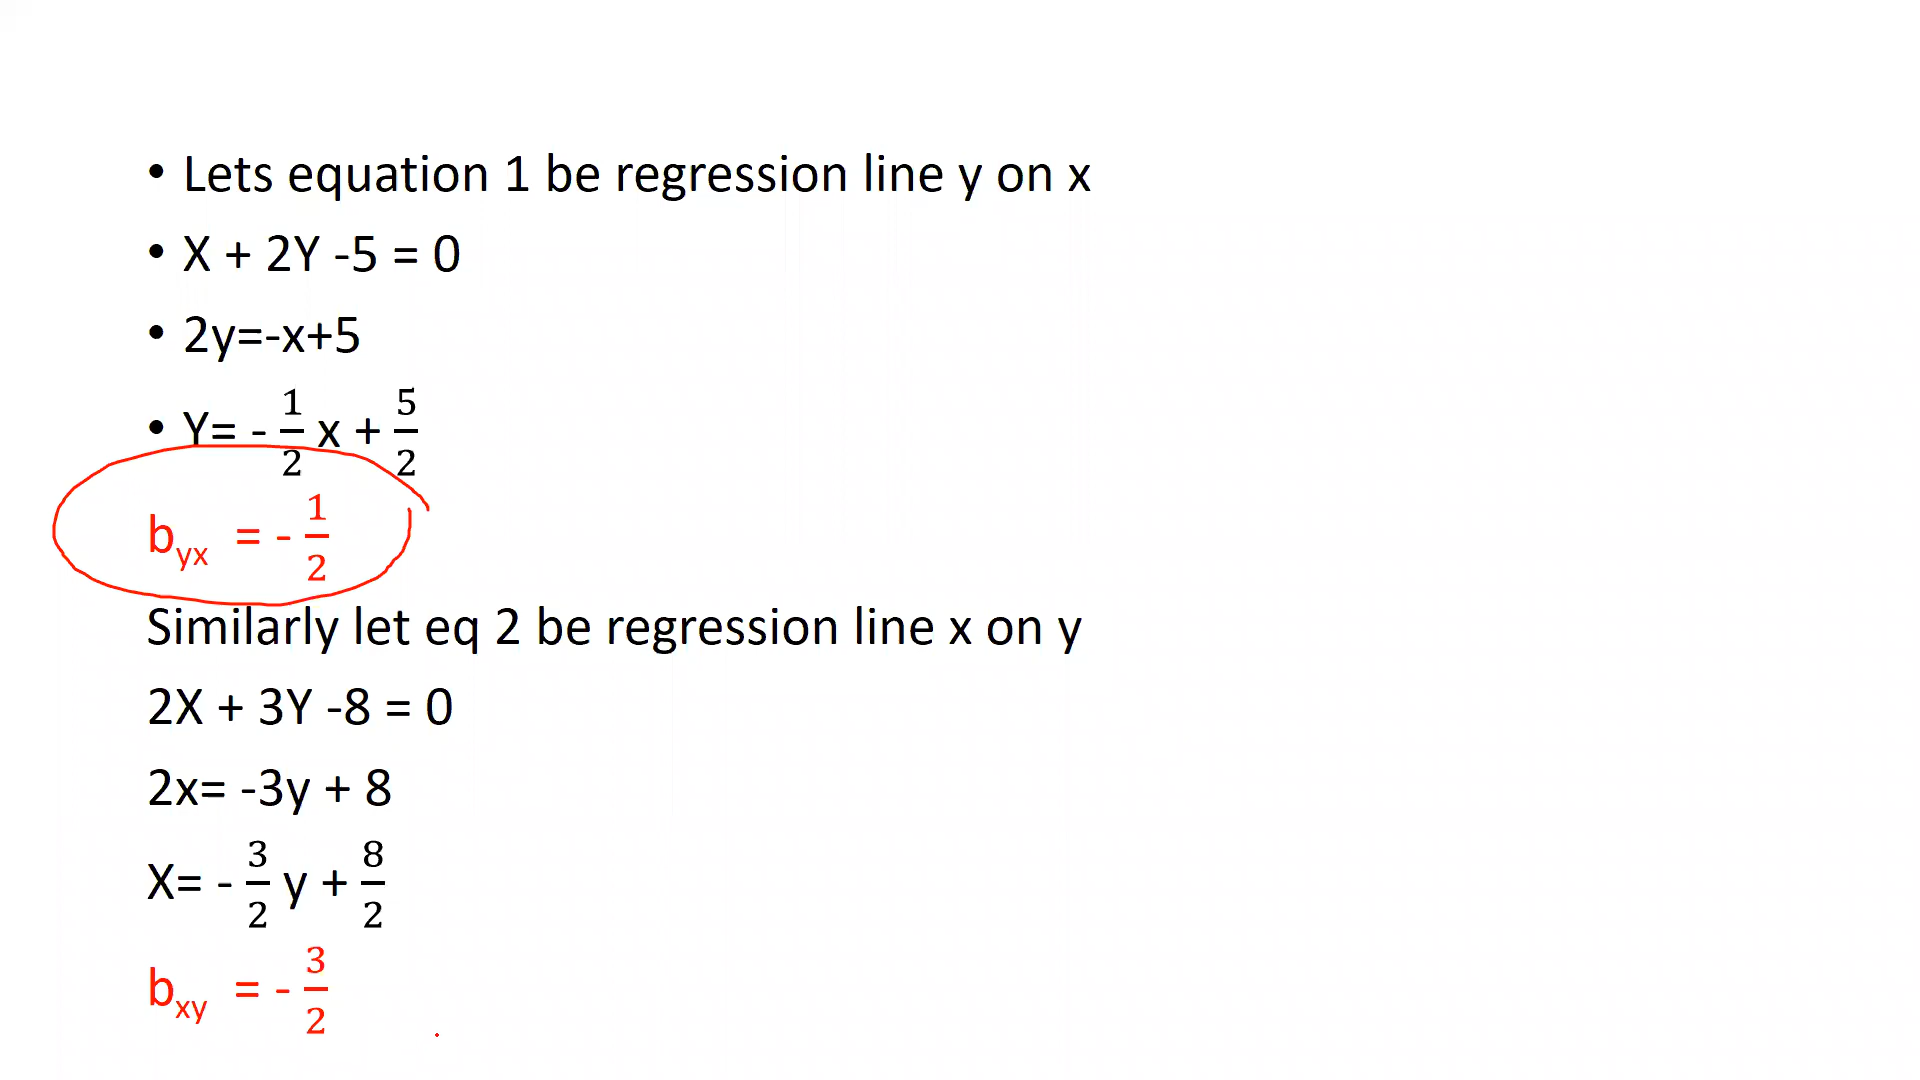 • Lets equation 1 be regression line y on x
• X + 2Y -5 = 0
• 2y=-x+5
• Y= - 1/2 x + 5/2
b_yx = - 1/2
Similarly let eq 2 be regression line x on y
2X + 3Y -8 = 0
2x= -3y + 8
X= - 3/2 y + 8/2
b_xy = - 3/2